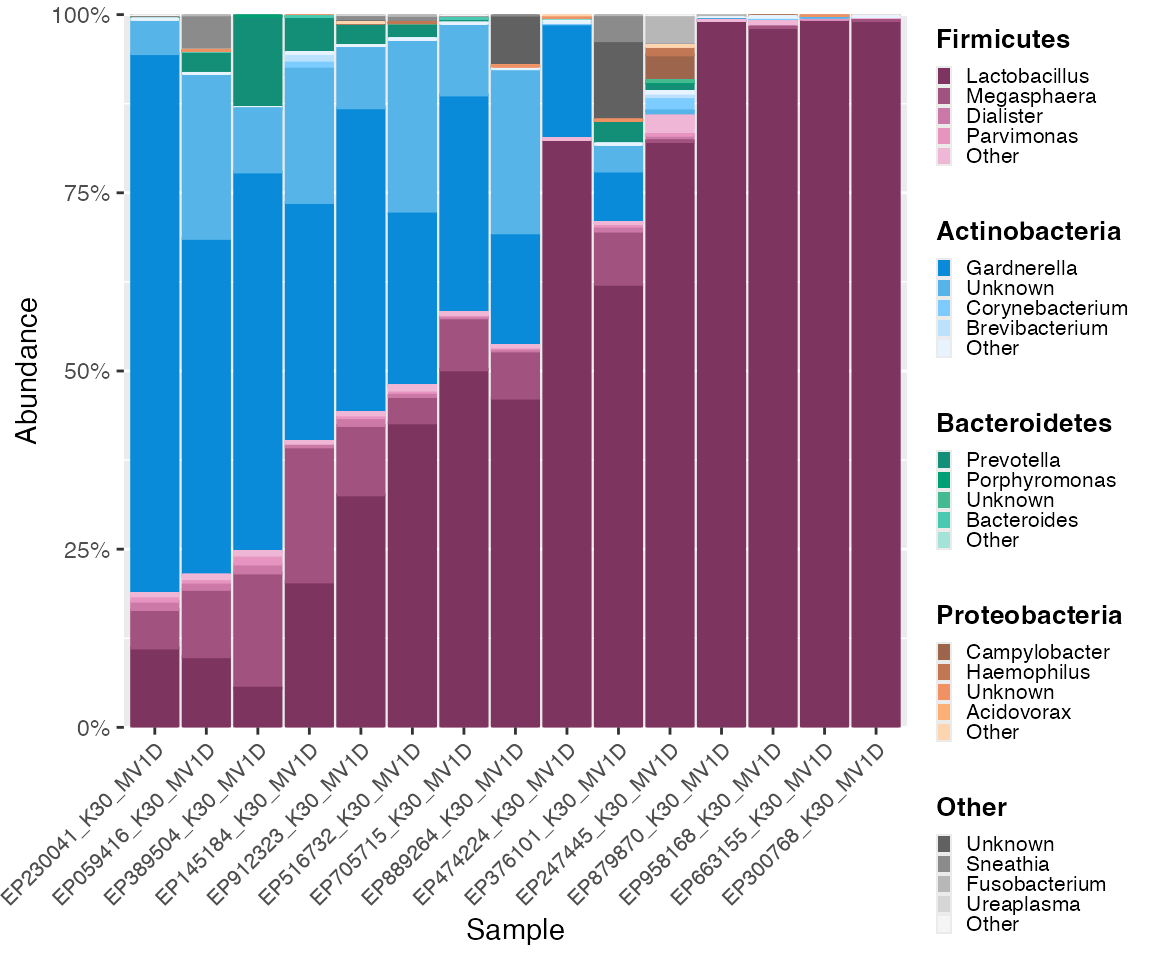 100%
75%
50%
25%
0%
Abundance
EP230041_K30_MV1D
EP059416_K30_MV1D
EP389504_K30_MV1D
EP145184_K30_MV1D
EP912323_K30_MV1D
EP516732_K30_MV1D
EP705715_K30_MV1D
EP889264_K30_MV1D
EP474224_K30_MV1D
EP376101_K30_MV1D
EP247445_K30_MV1D
EP879870_K30_MV1D
EP958168_K30_MV1D
EP663155_K30_MV1D
EP300768_K30_MV1D
Sample
Firmicutes
Lactobacillus
Megasphaera
Dialister
Parvimonas
Other
Actinobacteria
Gardnerella
Unknown
Corynebacterium
Brevibacterium
Other
Bacteroidetes
Prevotella
Porphyromonas
Unknown
Bacteroides
Other
Proteobacteria
Campylobacter
Haemophilus
Unknown
Acidovorax
Other
Other
Unknown
Sneathia
Fusobacterium
Ureaplasma
Other